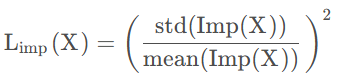 L_imp(X) = ( std(Imp(X)) / mean(Imp(X)) )^2